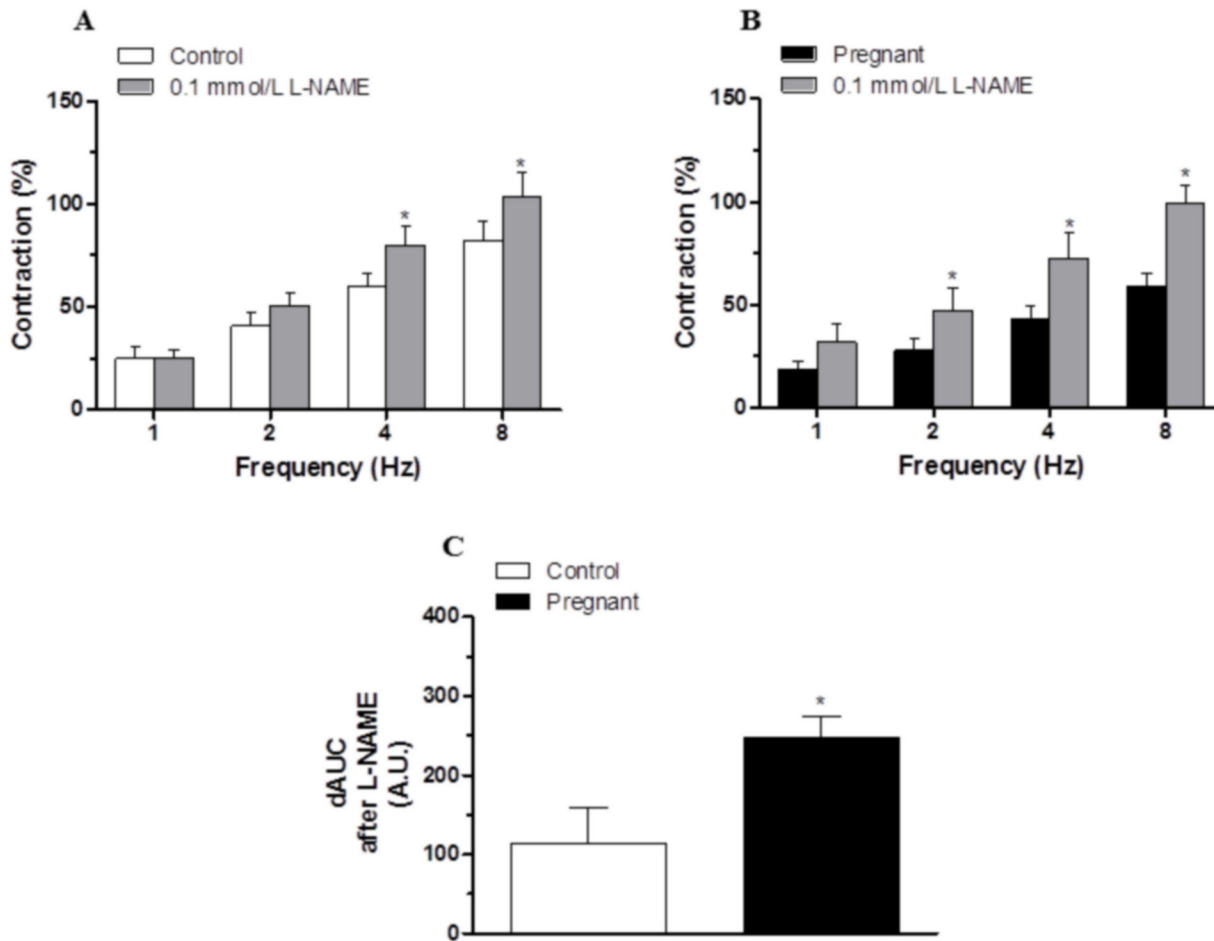 A
Control
0.1 mmol/L L-NAME
150
100
50
0
Contraction (%)
*
*
1 2 4 8
Frequency (Hz)
B
Pregnant
0.1 mmol/L L-NAME
150
100
50
0
Contraction (%)
*
*
*
1 2 4 8
Frequency (Hz)
C
Control
Pregnant
400
300
200
100
0
dAUC
after L-NAME
(A.U.)
*